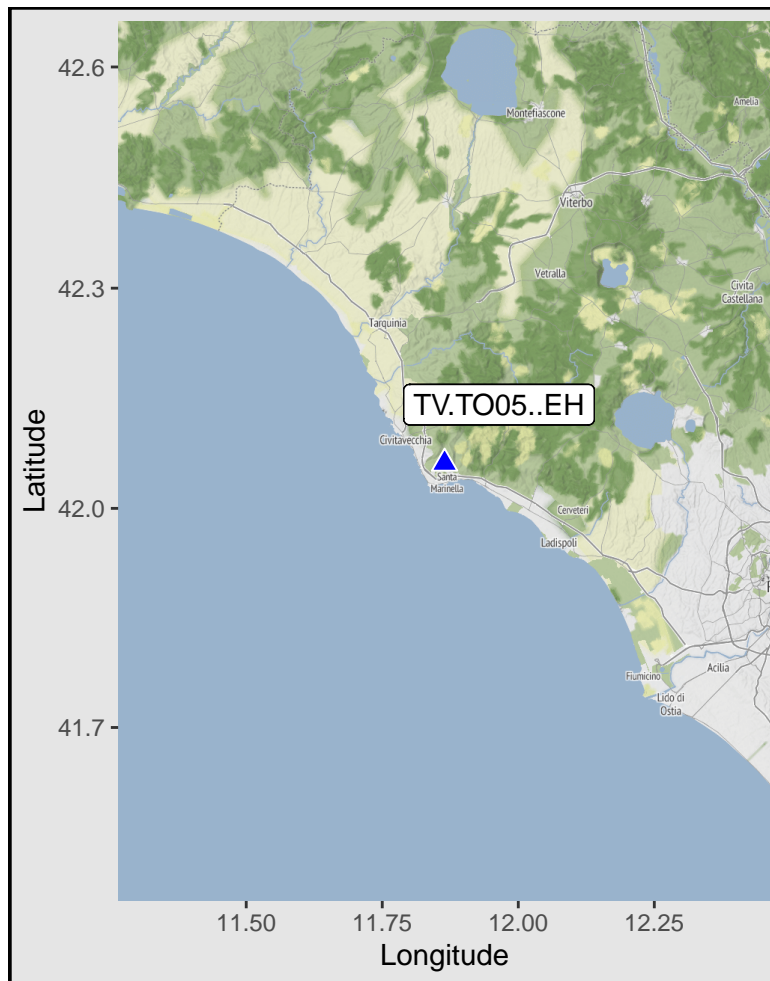 42.6
42.3
42.0
41.7
Latitude
Montefiascone
Amelia
Viterbo
Vetralla
Civita
Castellana
Tarquinia
TV.TO05..EH
Civitavecchia
Santa
Marinella
Cerveteri
Ladispoli
Fiumicino
Acilia
Lido di
Ostia
11.50
11.75
12.00
12.25
Longitude